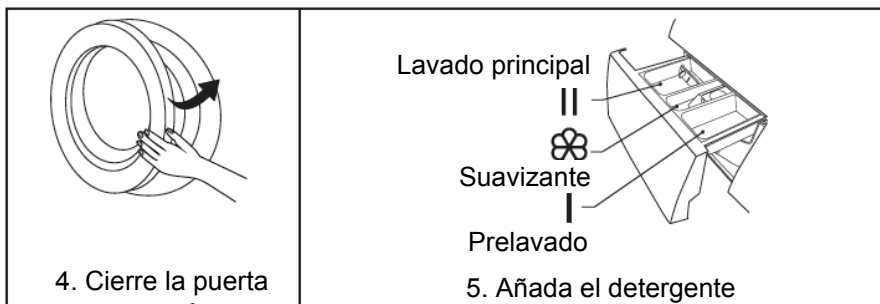 4. Cierre la puerta
Lavado principal
II
Suavizante
I
Prelavado
5. Añada el detergente